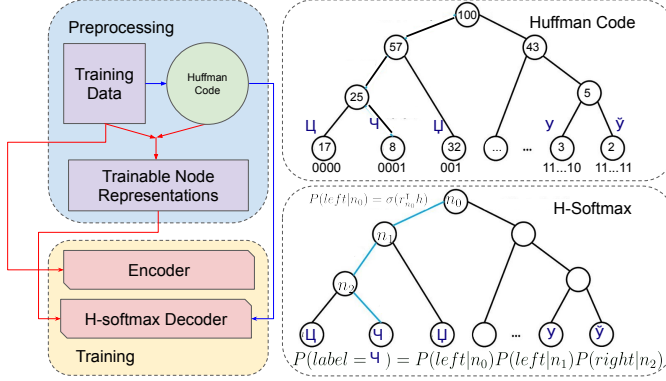 Preprocessing
Training
Data
Huffman
Code
Trainable Node
Representations
Encoder
H-softmax Decoder
Training
Huffman Code
100
57
43
25
5
Ц
Ч
Џ
У
Ў
17
8
32
...
...
3
2
0000
0001
001
11...10
11...11
H-Softmax
P(left|n₀) = σ(rᵀₙ₀h)
n₀
n₁
n₂
Ц
Ч
Џ
...
У
Ў
P(label = Ч) = P(left|n₀)P(left|n₁)P(right|n₂)